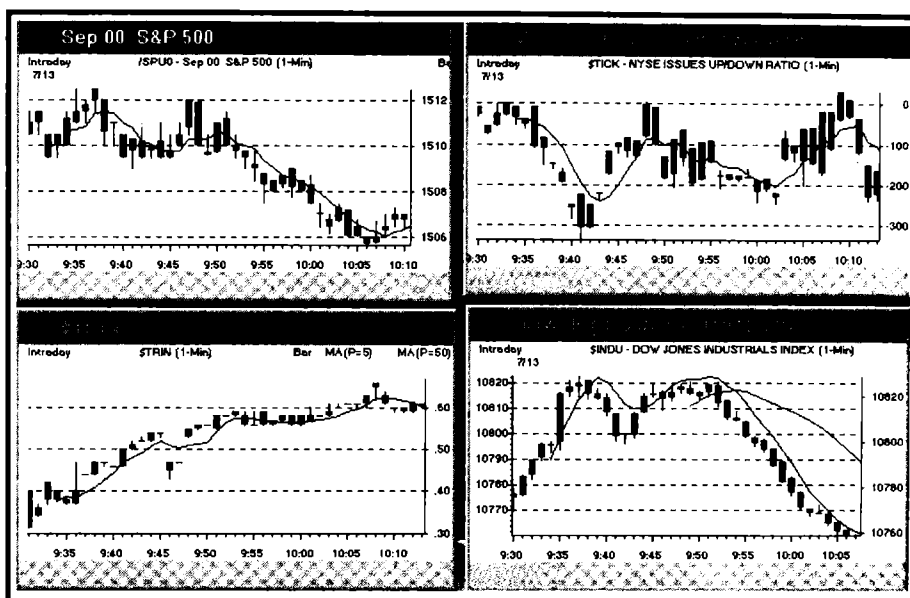 Sep 00 S&P 500
Intraday /SPU0 - Sep 00 S&P 500 (1-Min) Ba
7/13
1512
1510
1508
1506
9:30 9:35 9:40 9:45 9:50 9:55 10:00 10:05 10:10
Intraday $TICK - NYSE ISSUES UP/DOWN RATIO (1-Min)
7/13
0
-100
-200
-300
9:30 9:35 9:40 9:45 9:50 9:55 10:00 10:05 10:10
Intraday $TRIN (1-Min) Bar MA(P=5) MA(P=50)
.60
.50
.40
.30
9:35 9:40 9:45 9:50 9:55 10:00 10:05 10:10
Intraday $INDU - DOW JONES INDUSTRIALS INDEX (1-Min)
7/13
10820 10820
10810
10800 10800
10790
10780 10780
10770
10760
9:30 9:35 9:40 9:45 9:50 9:55 10:00 10:05